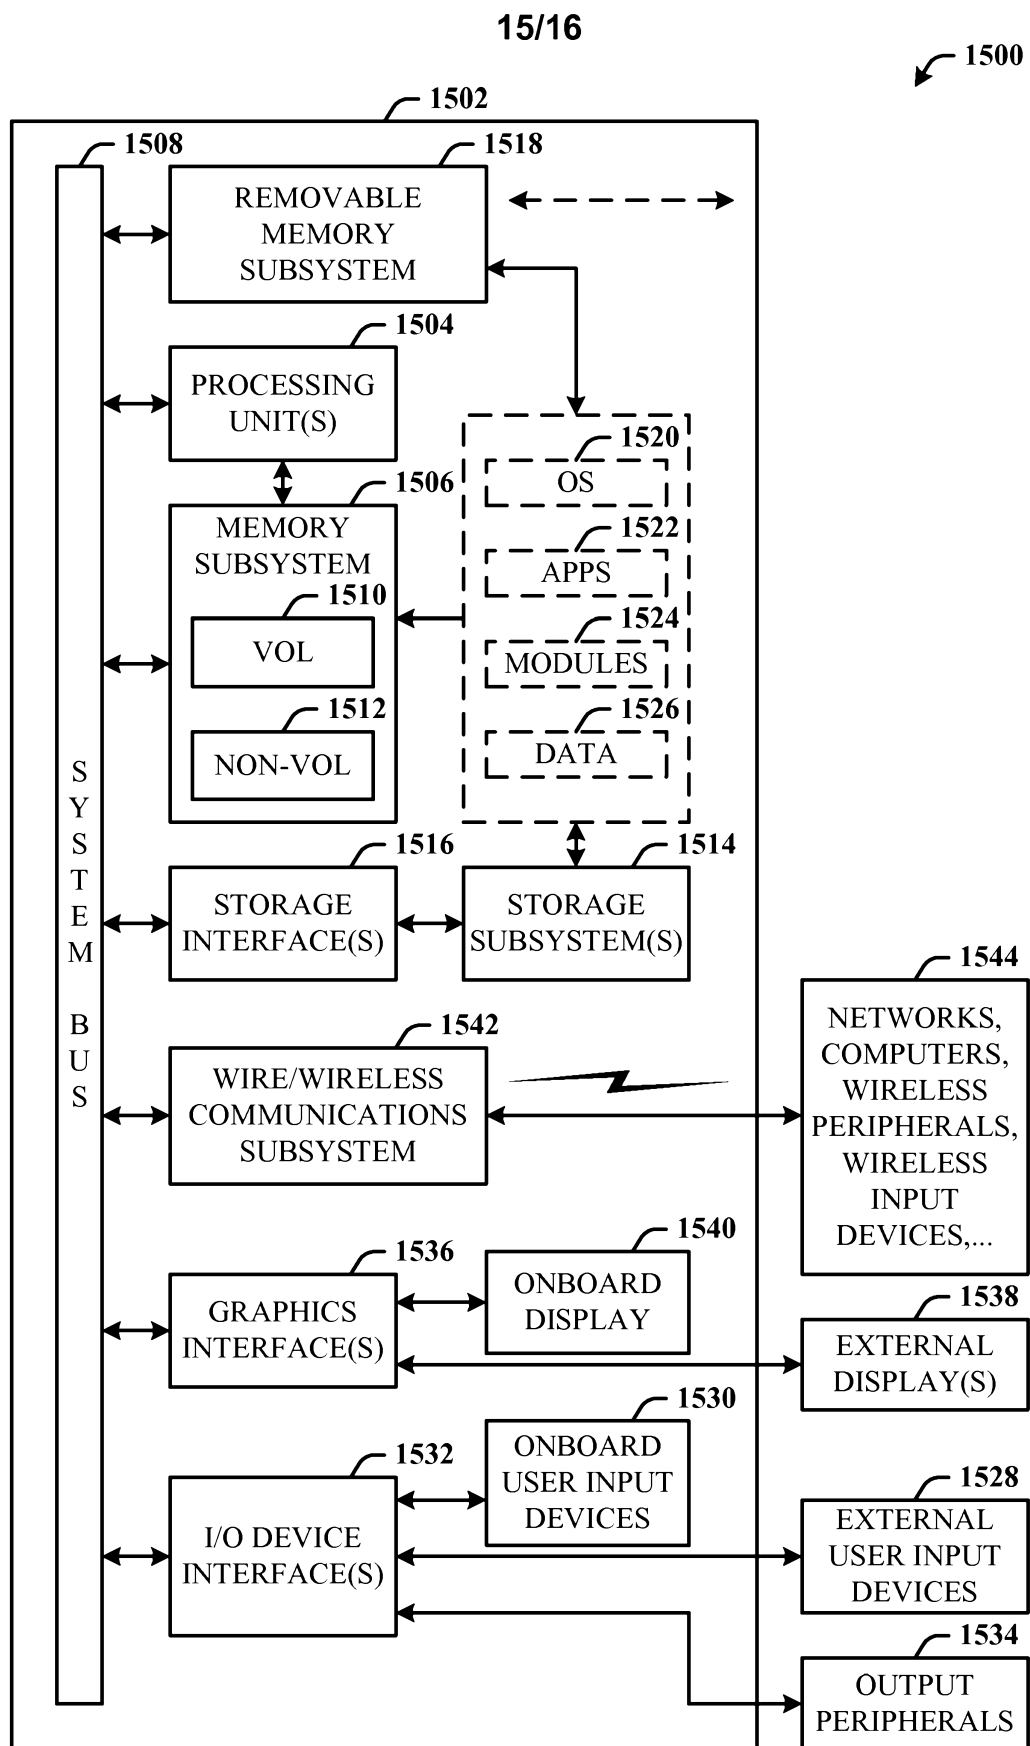 15/16
1500
1502
1508
1518
REMOVABLE
MEMORY
SUBSYSTEM
1504
PROCESSING
UNIT(S)
1506
MEMORY
SUBSYSTEM
1510
VOL
1512
NON-VOL
1520
OS
1522
APPS
1524
MODULES
1526
DATA
SYSTEM BUS
1516
STORAGE
INTERFACE(S)
1514
STORAGE
SUBSYSTEM(S)
1542
WIRE/WIRELESS
COMMUNICATIONS
SUBSYSTEM
1544
NETWORKS,
COMPUTERS,
WIRELESS
PERIPHERALS,
WIRELESS
INPUT
DEVICES,...
1536
GRAPHICS
INTERFACE(S)
1540
ONBOARD
DISPLAY
1538
EXTERNAL
DISPLAY(S)
1532
I/O DEVICE
INTERFACE(S)
1530
ONBOARD
USER INPUT
DEVICES
1528
EXTERNAL
USER INPUT
DEVICES
1534
OUTPUT
PERIPHERALS